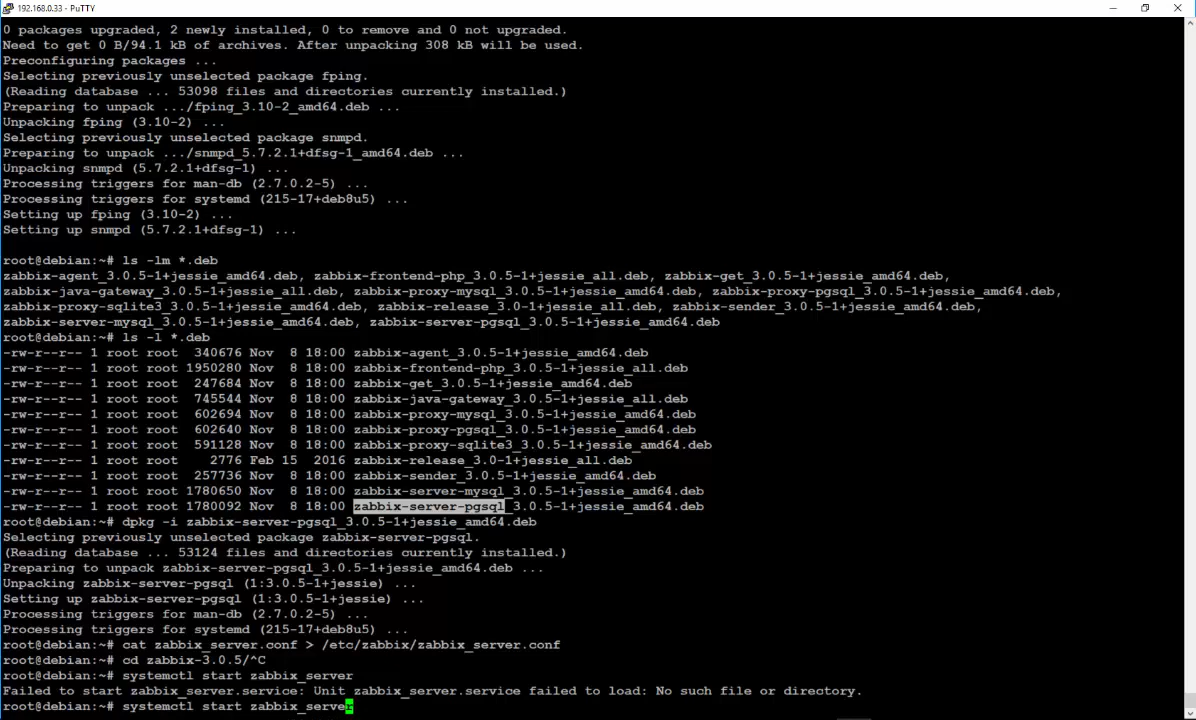 192.168.0.33 - PuTTY
0 packages upgraded, 2 newly installed, 0 to remove and 0 not upgraded.
Need to get 0 B/94.1 kB of archives. After unpacking 308 kB will be used.
Preconfiguring packages ...
Selecting previously unselected package fping.
(Reading database ... 53098 files and directories currently installed.)
Preparing to unpack .../fping_3.10-2_amd64.deb ...
Unpacking fping (3.10-2) ...
Selecting previously unselected package snmpd.
Preparing to unpack .../snmpd_5.7.2.1+dfsg-1_amd64.deb ...
Unpacking snmpd (5.7.2.1+dfsg-1) ...
Processing triggers for man-db (2.7.0.2-5) ...
Processing triggers for systemd (215-17+deb8u5) ...
Setting up fping (3.10-2) ...
Setting up snmpd (5.7.2.1+dfsg-1) ...
root@debian:~# ls -lm *.deb
zabbix-agent_3.0.5-1+jessie_amd64.deb, zabbix-frontend-php_3.0.5-1+jessie_all.deb, zabbix-get_3.0.5-1+jessie_amd64.deb,
zabbix-java-gateway_3.0.5-1+jessie_all.deb, zabbix-proxy-mysql_3.0.5-1+jessie_amd64.deb, zabbix-proxy-pgsql_3.0.5-1+jessie_amd64.deb,
zabbix-proxy-sqlite3_3.0.5-1+jessie_amd64.deb, zabbix-release_3.0-1+jessie_all.deb, zabbix-sender_3.0.5-1+jessie_amd64.deb,
zabbix-server-mysql_3.0.5-1+jessie_amd64.deb, zabbix-server-pgsql_3.0.5-1+jessie_amd64.deb
root@debian:~# ls -l *.deb
-rw-r--r-- 1 root root  340676 Nov  8 18:00 zabbix-agent_3.0.5-1+jessie_amd64.deb
-rw-r--r-- 1 root root 1950280 Nov  8 18:00 zabbix-frontend-php_3.0.5-1+jessie_all.deb
-rw-r--r-- 1 root root  247684 Nov  8 18:00 zabbix-get_3.0.5-1+jessie_amd64.deb
-rw-r--r-- 1 root root  745544 Nov  8 18:00 zabbix-java-gateway_3.0.5-1+jessie_all.deb
-rw-r--r-- 1 root root  602694 Nov  8 18:00 zabbix-proxy-mysql_3.0.5-1+jessie_amd64.deb
-rw-r--r-- 1 root root  602640 Nov  8 18:00 zabbix-proxy-pgsql_3.0.5-1+jessie_amd64.deb
-rw-r--r-- 1 root root  591128 Nov  8 18:00 zabbix-proxy-sqlite3_3.0.5-1+jessie_amd64.deb
-rw-r--r-- 1 root root    2776 Feb 15  2016 zabbix-release_3.0-1+jessie_all.deb
-rw-r--r-- 1 root root  257736 Nov  8 18:00 zabbix-sender_3.0.5-1+jessie_amd64.deb
-rw-r--r-- 1 root root 1780650 Nov  8 18:00 zabbix-server-mysql_3.0.5-1+jessie_amd64.deb
-rw-r--r-- 1 root root 1780092 Nov  8 18:00 zabbix-server-pgsql_3.0.5-1+jessie_amd64.deb
root@debian:~# dpkg -i zabbix-server-pgsql_3.0.5-1+jessie_amd64.deb
Selecting previously unselected package zabbix-server-pgsql.
(Reading database ... 53124 files and directories currently installed.)
Preparing to unpack zabbix-server-pgsql_3.0.5-1+jessie_amd64.deb ...
Unpacking zabbix-server-pgsql (1:3.0.5-1+jessie) ...
Setting up zabbix-server-pgsql (1:3.0.5-1+jessie) ...
Processing triggers for man-db (2.7.0.2-5) ...
Processing triggers for systemd (215-17+deb8u5) ...
root@debian:~# cat zabbix_server.conf > /etc/zabbix/zabbix_server.conf
root@debian:~# cd zabbix-3.0.5/^C
root@debian:~# systemctl start zabbix_server
Failed to start zabbix_server.service: Unit zabbix_server.service failed to load: No such file or directory.
root@debian:~# systemctl start zabbix_server